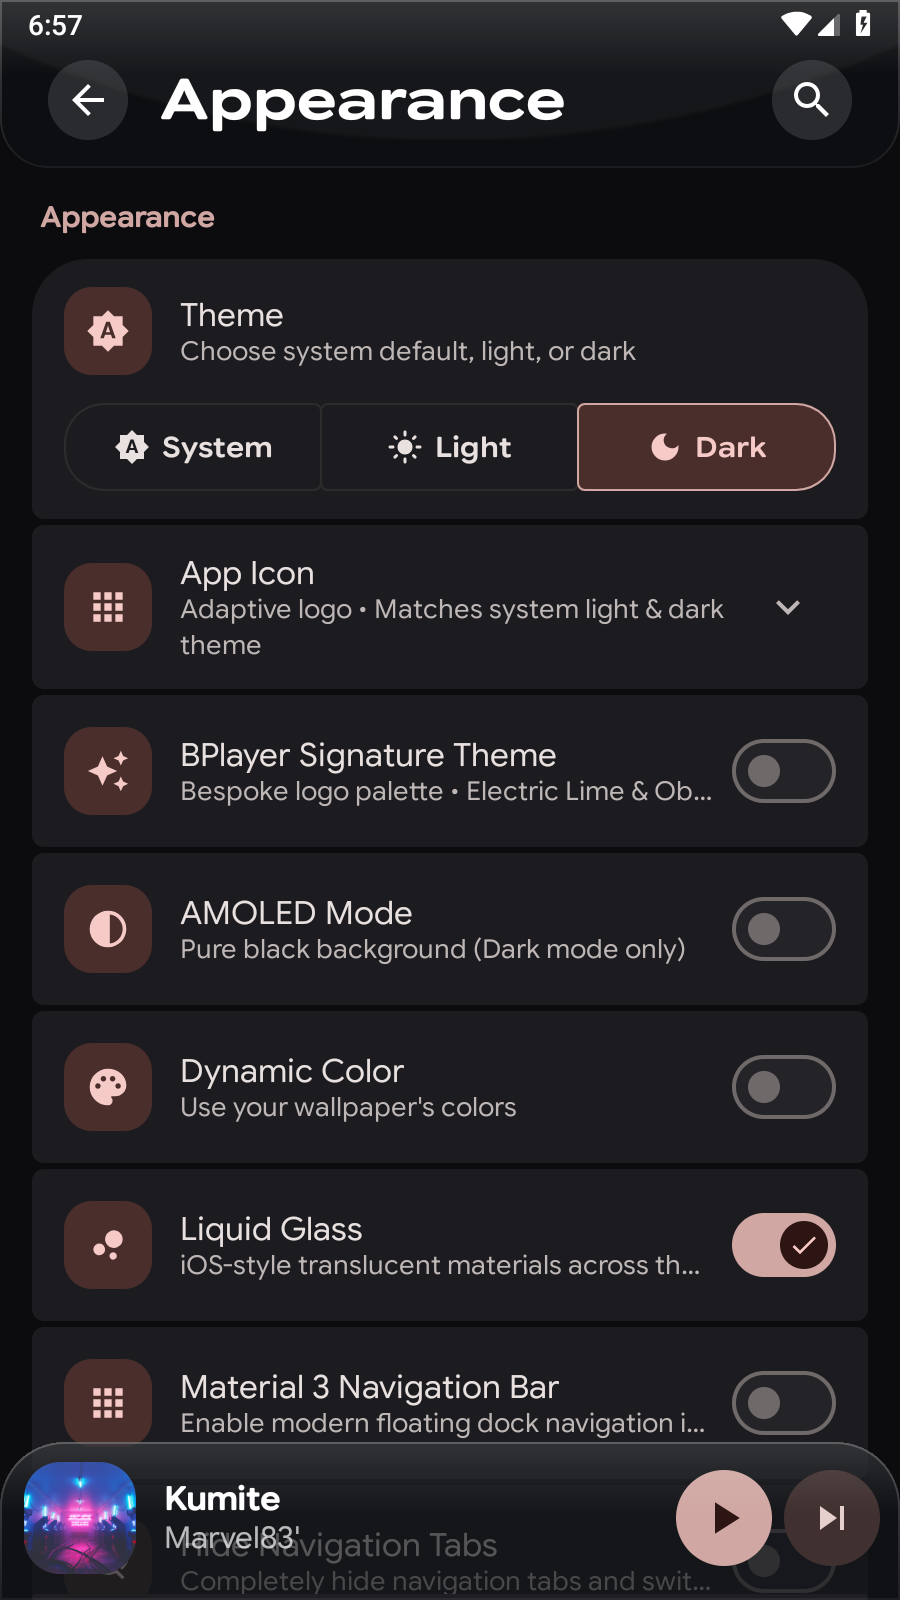 6:57
Appearance
Appearance
Theme
Choose system default, light, or dark
System
Light
Dark
App Icon
Adaptive logo • Matches system light & dark
theme
BPlayer Signature Theme
Bespoke logo palette • Electric Lime & Ob...
AMOLED Mode
Pure black background (Dark mode only)
Dynamic Color
Use your wallpaper's colors
Liquid Glass
iOS-style translucent materials across th...
Material 3 Navigation Bar
Enable modern floating dock navigation i...
Kumite
Marvel83'
Hide Navigation Tabs
Completely hide navigation tabs and swit...